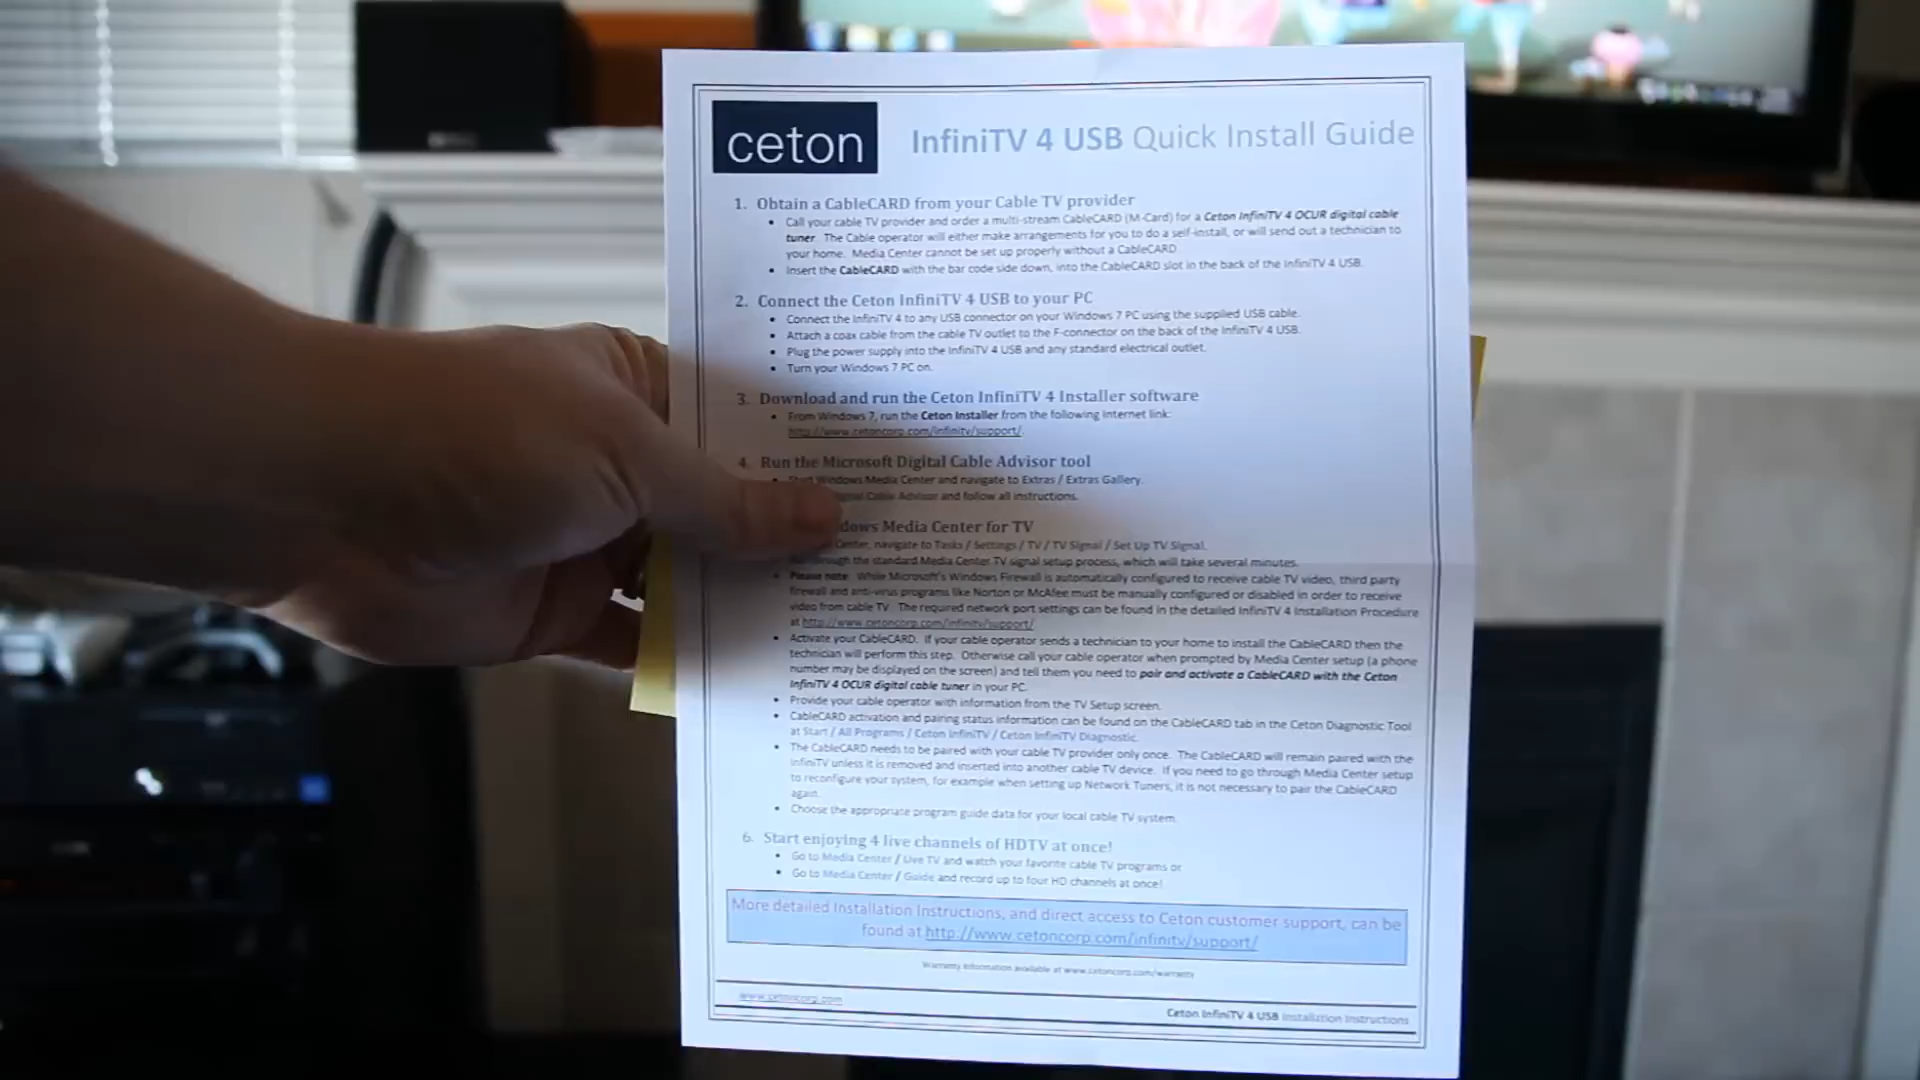 ceton
InfiniTV 4 USB Quick Install Guide
1. Obtain a CableCARD from your Cable TV provider
• Call your cable TV provider and order a multi-stream CableCARD (M-Card) for a Ceton InfiniTV 4 OCUR digital cable
tuner. The Cable operator will either make arrangements for you to do a self-install, or will send out a technician to
your home. Media Center cannot be set up properly without a CableCARD.
• Insert the CableCARD with the bar code side down, into the CableCARD slot in the back of the InfiniTV 4 USB.
2. Connect the Ceton InfiniTV 4 USB to your PC
• Connect the InfiniTV 4 to any USB connector on your Windows 7 PC using the supplied USB cable.
• Attach a coax cable from the cable TV outlet to the F-connector on the back of the InfiniTV 4 USB.
• Plug the power supply into the InfiniTV 4 USB and any standard electrical outlet.
• Turn your Windows 7 PC on.
3. Download and run the Ceton InfiniTV 4 Installer software
• From Windows 7, run the Ceton Installer from the following internet link:
http://www.cetoncorp.com/infinitv/support/.
4. Run the Microsoft Digital Cable Advisor tool
• Start Windows Media Center and navigate to Extras / Extras Gallery.
Digital Cable Advisor and follow all instructions.
dows Media Center for TV
Center, navigate to Tasks / Settings / TV / TV Signal / Set Up TV Signal.
through the standard Media Center TV signal setup process, which will take several minutes.
• Please note: While Microsoft's Windows Firewall is automatically configured to receive cable TV video, third party
firewall and anti-virus programs like Norton or McAfee must be manually configured or disabled in order to receive
video from cable TV. The required network port settings can be found in the detailed InfiniTV 4 Installation Procedure
at http://www.cetoncorp.com/infinitv/support/
• Activate your CableCARD. If your cable operator sends a technician to your home to install the CableCARD then the
technician will perform this step. Otherwise call your cable operator when prompted by Media Center setup (a phone
number may be displayed on the screen) and tell them you need to pair and activate a CableCARD with the Ceton
InfiniTV 4 OCUR digital cable tuner in your PC.
• Provide your cable operator with information from the TV Setup screen.
• CableCARD activation and pairing status information can be found on the CableCARD tab in the Ceton Diagnostic Tool
at Start / All Programs / Ceton InfiniTV / Ceton InfiniTV Diagnostic.
• The CableCARD needs to be paired with your cable TV provider only once. The CableCARD will remain paired with the
InfiniTV unless it is removed and inserted into another cable TV device. If you need to go through Media Center setup
to reconfigure your system, for example when setting up Network Tuners, it is not necessary to pair the CableCARD
again.
• Choose the appropriate program guide data for your local cable TV system.
6. Start enjoying 4 live channels of HDTV at once!
• Go to Media Center / Live TV and watch your favorite cable TV programs or
• Go to Media Center / Guide and record up to four HD channels at once!
More detailed Installation Instructions, and direct access to Ceton customer support, can be
found at http://www.cetoncorp.com/infinitv/support/
Warranty information available at www.cetoncorp.com/warranty
www.cetoncorp.com
Ceton InfiniTV 4 USB Installation Instructions